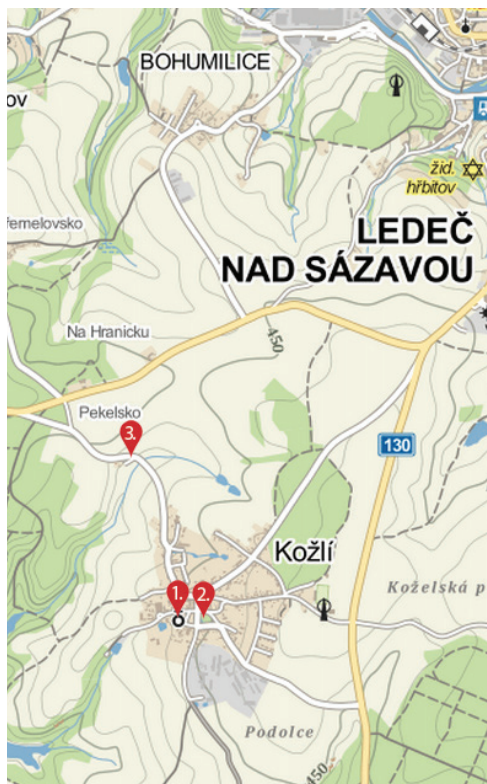 BOHUMILICE
ov
žid.
hřbitov
řemelovsko
LEDEČ
NAD SÁZAVOU
Na Hranicku
450
Pekelsko
3.
130
Kožlí
1.
2.
Koželská p
Podolce
450